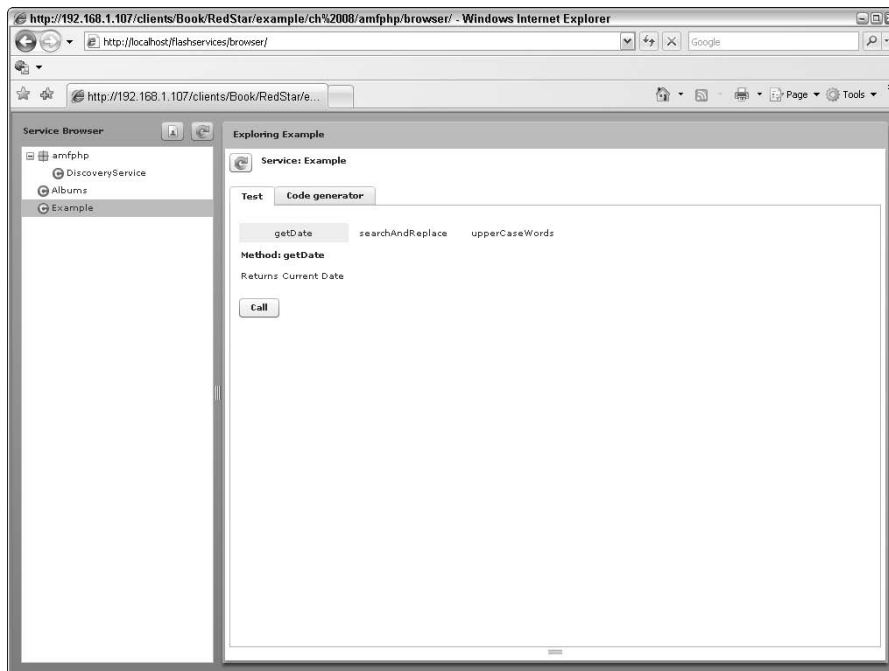 http://192.168.1.107/clients/Book/RedStar/example/ch%2008/amfphp/browser/ - Windows Internet Explorer
http://localhost/flashservices/browser/
Google
http://192.168.1.107/clients/Book/RedStar/e...
Page
Tools
Service Browser
amfphp
DiscoveryService
Albums
Example
Exploring Example
Service: Example
Test
Code generator
getDate
searchAndReplace
upperCaseWords
Method: getDate
Returns Current Date
Call